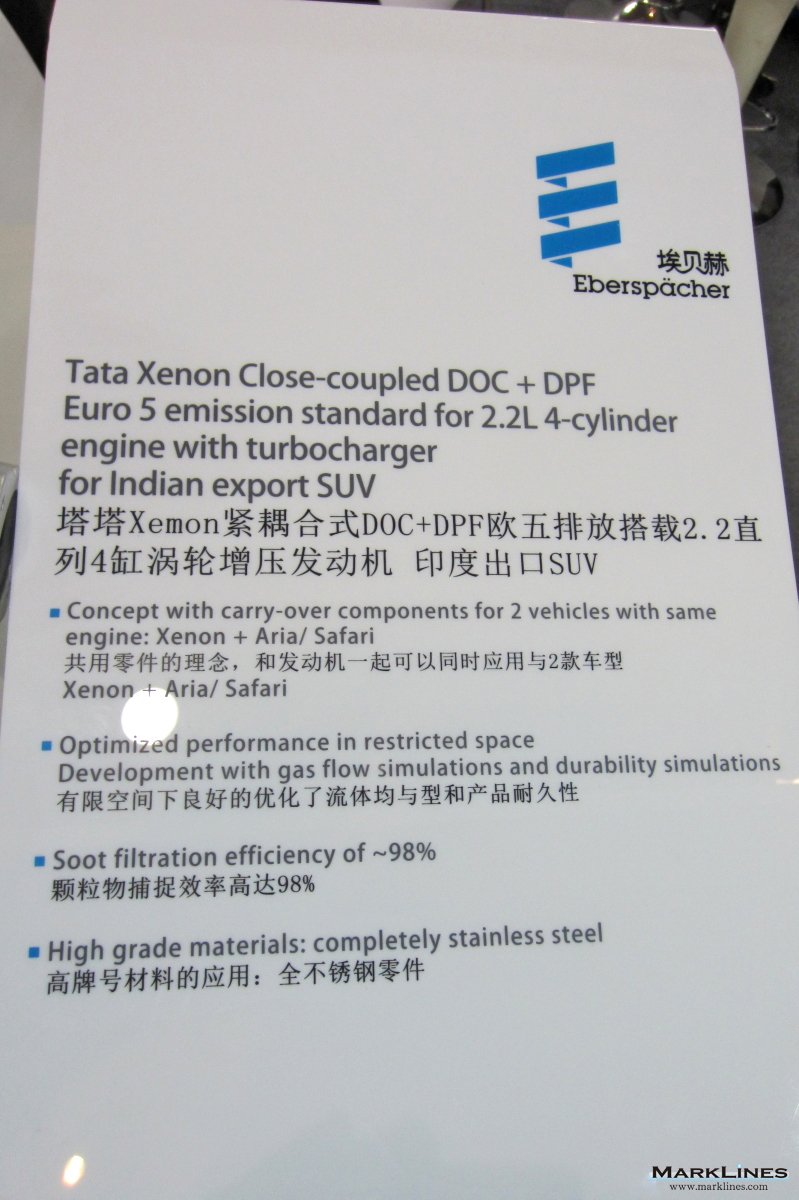 埃贝赫
Eberspächer
Tata Xenon Close-coupled DOC + DPF
Euro 5 emission standard for 2.2L 4-cylinder
engine with turbocharger
for Indian export SUV
塔塔Xemon紧耦合式DOC+DPF欧五排放搭载2.2直
列4缸涡轮增压发动机 印度出口SUV
▪ Concept with carry-over components for 2 vehicles with same
engine: Xenon + Aria/ Safari
共用零件的理念，和发动机一起可以同时应用与2款车型
Xenon + Aria/ Safari
▪ Optimized performance in restricted space
Development with gas flow simulations and durability simulations
有限空间下良好的优化了流体均与型和产品耐久性
▪ Soot filtration efficiency of ~98%
颗粒物捕捉效率高达98%
▪ High grade materials: completely stainless steel
高牌号材料的应用：全不锈钢零件
MARKLINES
www.marklines.com